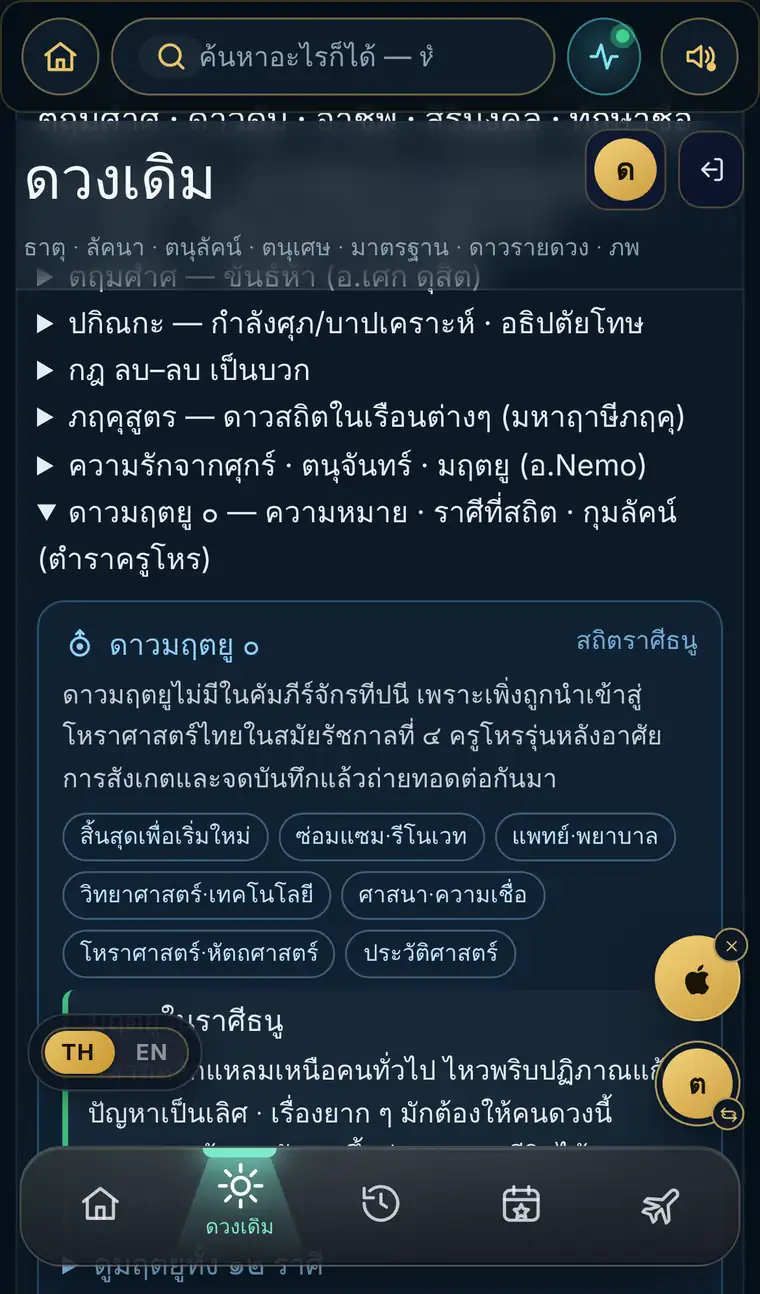 ค้นหาอะไรก็ได้ — ห้
ดวงเดิม
ด
ธาตุ · ลัคนา · ตนุลัคน์ · ตนุเศษ · มาตรฐาน · ดาวรายดวง · ภพ
ปกิณกะ — กำลังศุภ/บาปเคราะห์ · อธิปตัยโทษ
กฎ ลบ–ลบ เป็นบวก
ภฤคุสูตร — ดาวสถิตในเรือนต่างๆ (มหาฤาษีภฤคุ)
ความรักจากศุกร์ · ตนุจันทร์ · มฤตยู (อ.Nemo)
ดาวมฤตยู ๐ — ความหมาย · ราศีที่สถิต · กุมลัคน์
(ตำราครูโหร)
ดาวมฤตยู ๐
สถิตราศีธนู
ดาวมฤตยูไม่มีในคัมภีร์จักรทีปนี เพราะเพิ่งถูกนำเข้าสู่
โหราศาสตร์ไทยในสมัยรัชกาลที่ ๔ ครูโหรรุ่นหลังอาศัย
การสังเกตและจดบันทึกแล้วถ่ายทอดต่อกันมา
สิ้นสุดเพื่อเริ่มใหม่ ซ่อมแซม·รีโนเวท แพทย์·พยาบาล
วิทยาศาสตร์·เทคโนโลยี ศาสนา·ความเชื่อ
โหราศาสตร์·หัตถศาสตร์ ประวัติศาสตร์
ราศีธนู
TH EN
แหลมเหนือคนทั่วไป ไหวพริบปฏิภาณ
ต
ปัญหาเป็นเลิศ · เรื่องยาก ๆ มักต้องให้คนดวงนี้
ดวงเดิม
ดูมฤตยูทั้ง ๑๒ ราศี